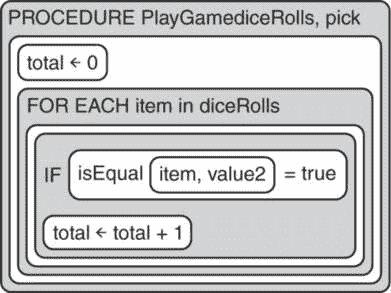 PROCEDURE PlayGamediceRolls, pick
total ← 0
FOR EACH item in diceRolls
IF isEqual item, value2 = true
total ← total + 1